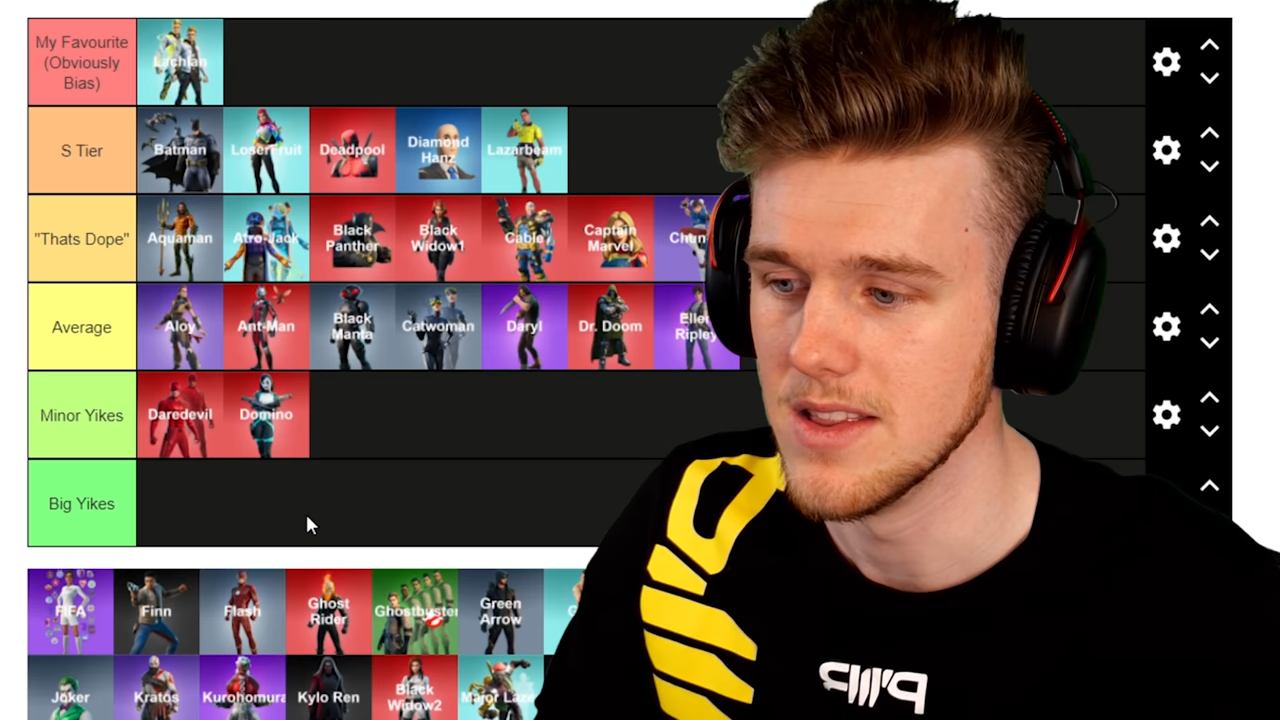 My Favourite
(Obviously
Bias)
Lachlan
S Tier
Batman
LoserFruit
Deadpool
Diamond
Hanz
Lazarbeam
"Thats Dope"
Aquaman
Atro-Jack
Black
Panther
Black
Widow1
Cable
Captain
Marvel
Chun
Average
Aloy
Ant-Man
Black
Manta
Catwoman
Daryl
Dr. Doom
Ellen
Ripley
Minor Yikes
Daredevil
Domino
Big Yikes
FIFA
Finn
Flash
Ghost
Rider
Ghostbuster
Green
Arrow
Joker
Kratos
Kurohomura
Kylo Ren
Black
Widow2
Major Laze